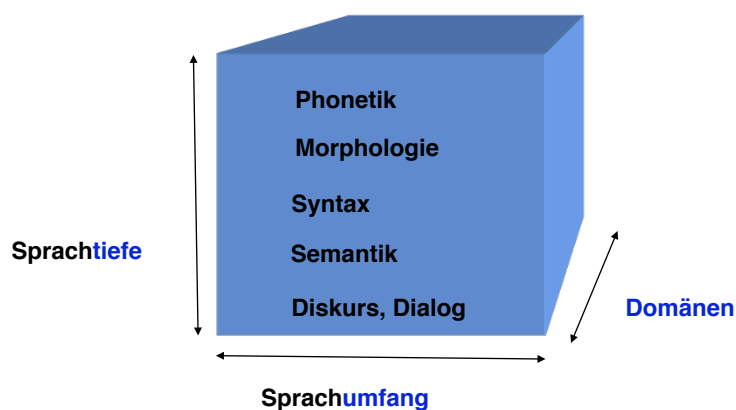 Phonetik
Morphologie
Syntax
Sprachtiefe
Semantik
Diskurs, Dialog
Domänen
Sprachumfang